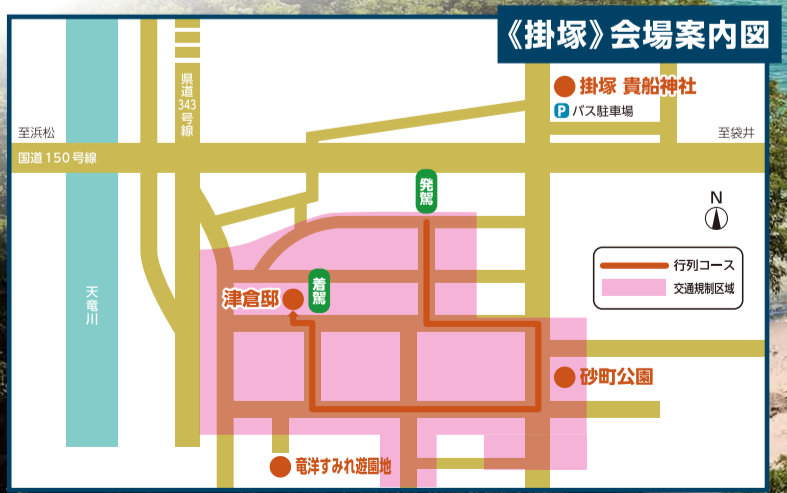 《掛塚》会場案内図
県道
343
号線
掛塚 貴船神社
P バス駐車場
至浜松
至袋井
国道150号線
発駕
N
行列コース
交通規制区域
着駕
津倉邸
天竜川
砂町公園
竜洋すみれ遊園地